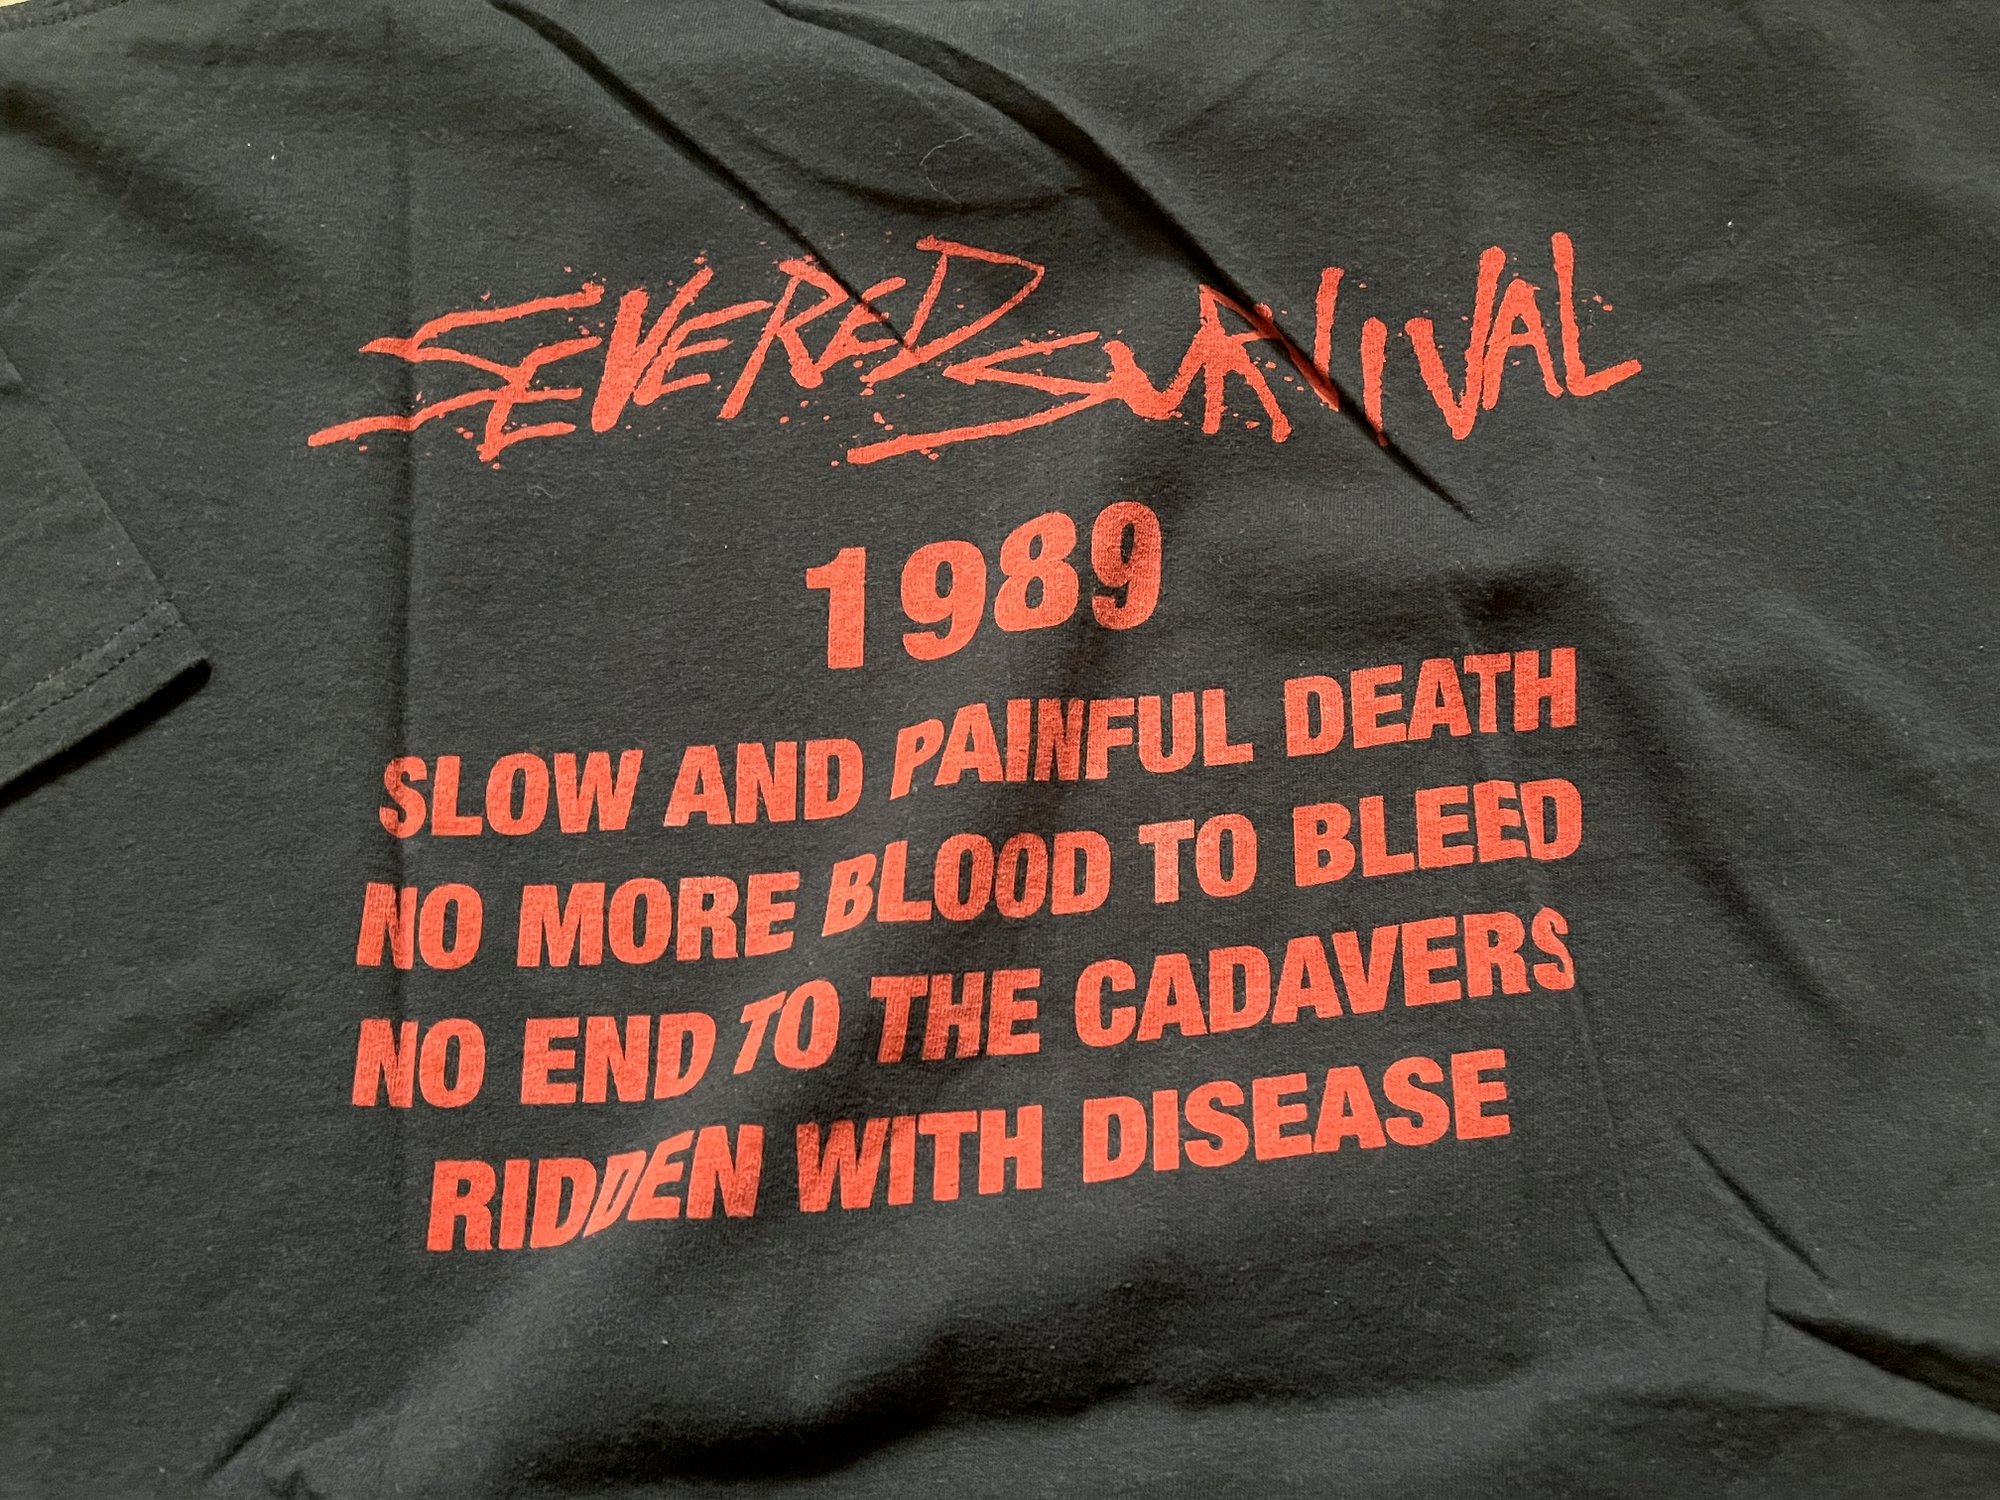 SEVERED SURVIVAL
1989
SLOW AND PAINFUL DEATH
NO MORE BLOOD TO BLEED
NO END TO THE CADAVERS
RIDDEN WITH DISEASE